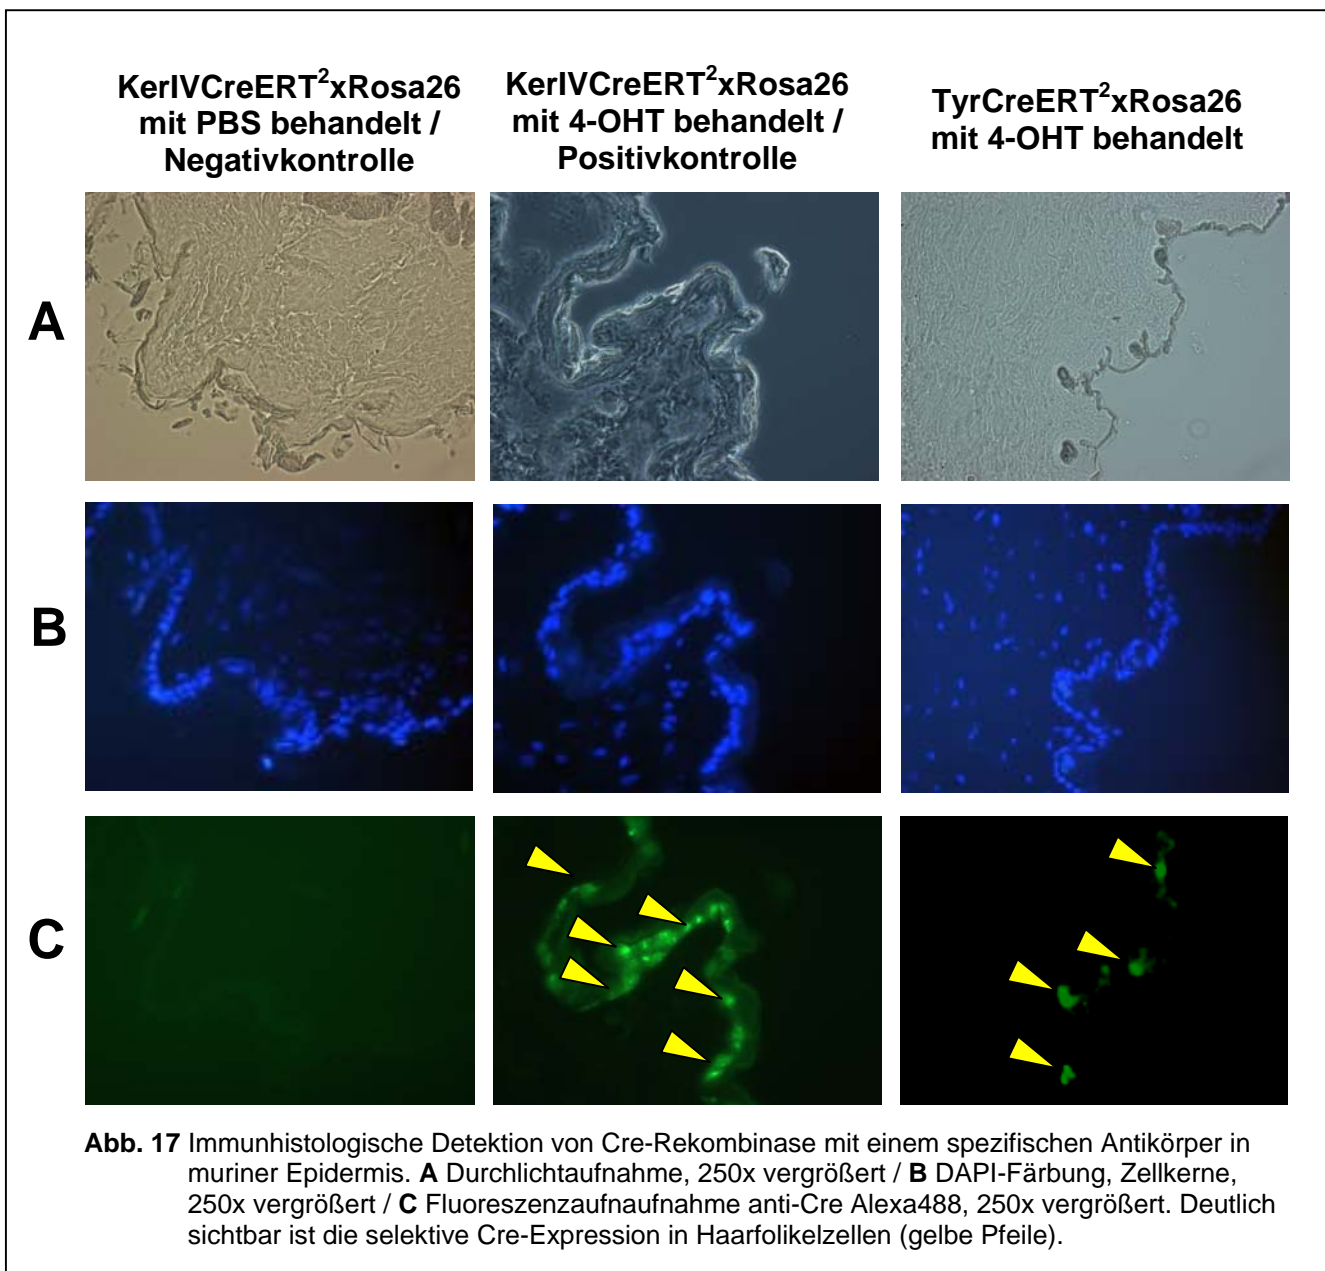 KerIVCreERT²xRosa26
mit PBS behandelt /
Negativkontrolle
KerIVCreERT²xRosa26
mit 4-OHT behandelt /
Positivkontrolle
TyrCreERT²xRosa26
mit 4-OHT behandelt
A
B
C
Abb. 17 Immunhistologische Detektion von Cre-Rekombinase mit einem spezifischen Antikörper in
muriner Epidermis. A Durchlichtaufnahme, 250x vergrößert / B DAPI-Färbung, Zellkerne,
250x vergrößert / C Fluoreszenzaufnaufnahme anti-Cre Alexa488, 250x vergrößert. Deutlich
sichtbar ist die selektive Cre-Expression in Haarfolikelzellen (gelbe Pfeile).